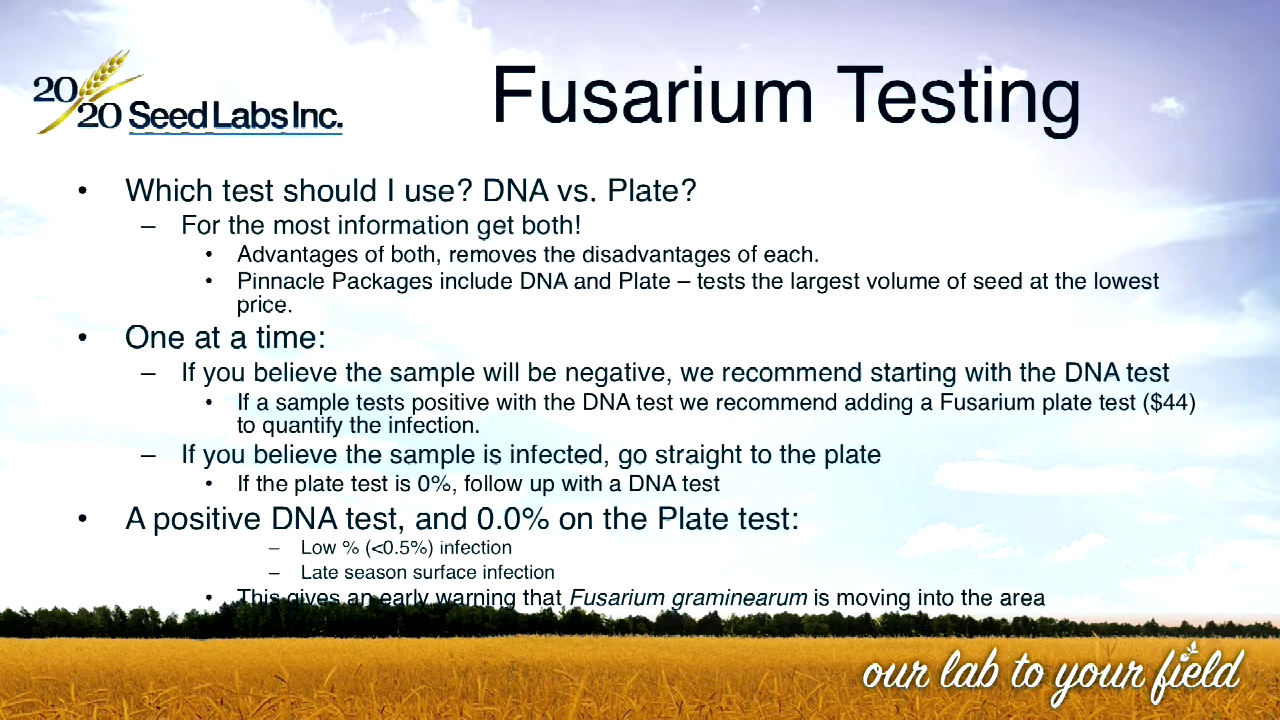 20
20 Seed Labs Inc.
Fusarium Testing
• Which test should I use? DNA vs. Plate?
– For the most information get both!
• Advantages of both, removes the disadvantages of each.
• Pinnacle Packages include DNA and Plate – tests the largest volume of seed at the lowest
price.
• One at a time:
– If you believe the sample will be negative, we recommend starting with the DNA test
• If a sample tests positive with the DNA test we recommend adding a Fusarium plate test ($44)
to quantify the infection.
– If you believe the sample is infected, go straight to the plate
• If the plate test is 0%, follow up with a DNA test
• A positive DNA test, and 0.0% on the Plate test:
– Low % (<0.5%) infection
– Late season surface infection
• This gives an early warning that Fusarium graminearum is moving into the area
our lab to your field